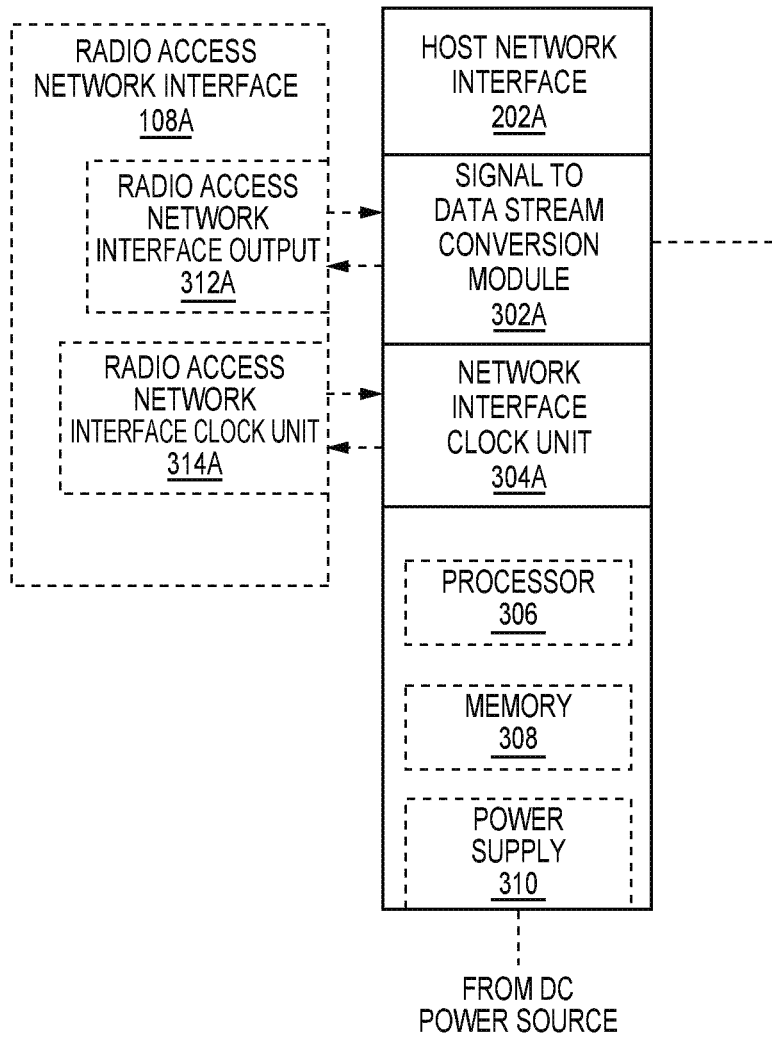 RADIO ACCESS
NETWORK INTERFACE
108A
RADIO ACCESS
NETWORK
INTERFACE OUTPUT
312A
RADIO ACCESS
NETWORK
INTERFACE CLOCK UNIT
314A
HOST NETWORK
INTERFACE
202A
SIGNAL TO
DATA STREAM
CONVERSION
MODULE
302A
NETWORK
INTERFACE
CLOCK UNIT
304A
PROCESSOR
306
MEMORY
308
POWER
SUPPLY
310
FROM DC
POWER SOURCE